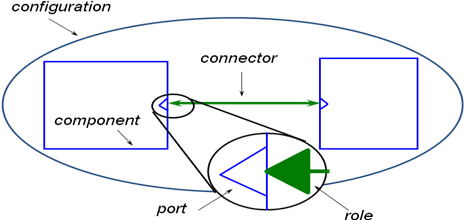 configuration
connector
component
port
role